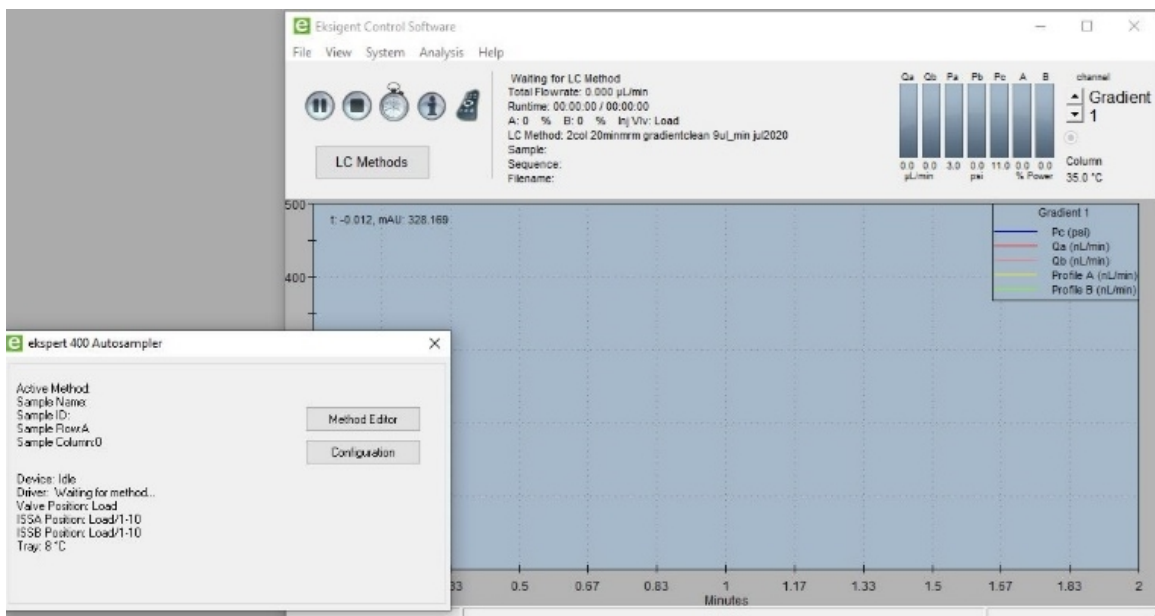 Eksigent Control Software
File View System Analysis Help
Waiting for LC Method
Total Flowrate: 0.000 µL/min
Runtime: 00:00:00 / 00:00:00
A: 0 % B: 0 % Inj Vlv: Load
LC Method: 2col 20minmrm gradientclean 9ul_min jul2020
Sample:
Sequence:
Filename:
LC Methods
Qa Qb Pa Pb Pc A B
0.0 0.0 3.0 0.0 11.0 0.0 0.0
µL/min psi % Power
channel
Gradient
1
Column
35.0 °C
500
t: -0.012, mAU: 328.169
400
Gradient 1
Pc (psi)
Qa (nL/min)
Qb (nL/min)
Profile A (nL/min)
Profile B (nL/min)
ekspert 400 Autosampler
Active Method:
Sample Name:
Sample ID:
Sample Row:A
Sample Column:0
Method Editor
Configuration
Device: Idle
Driver: Waiting for method...
Valve Position: Load
ISSA Position: Load/1-10
ISSB Position: Load/1-10
Tray: 8 °C
33 0.5 0.67 0.83 1 1.17 1.33 1.5 1.67 1.83 2
Minutes